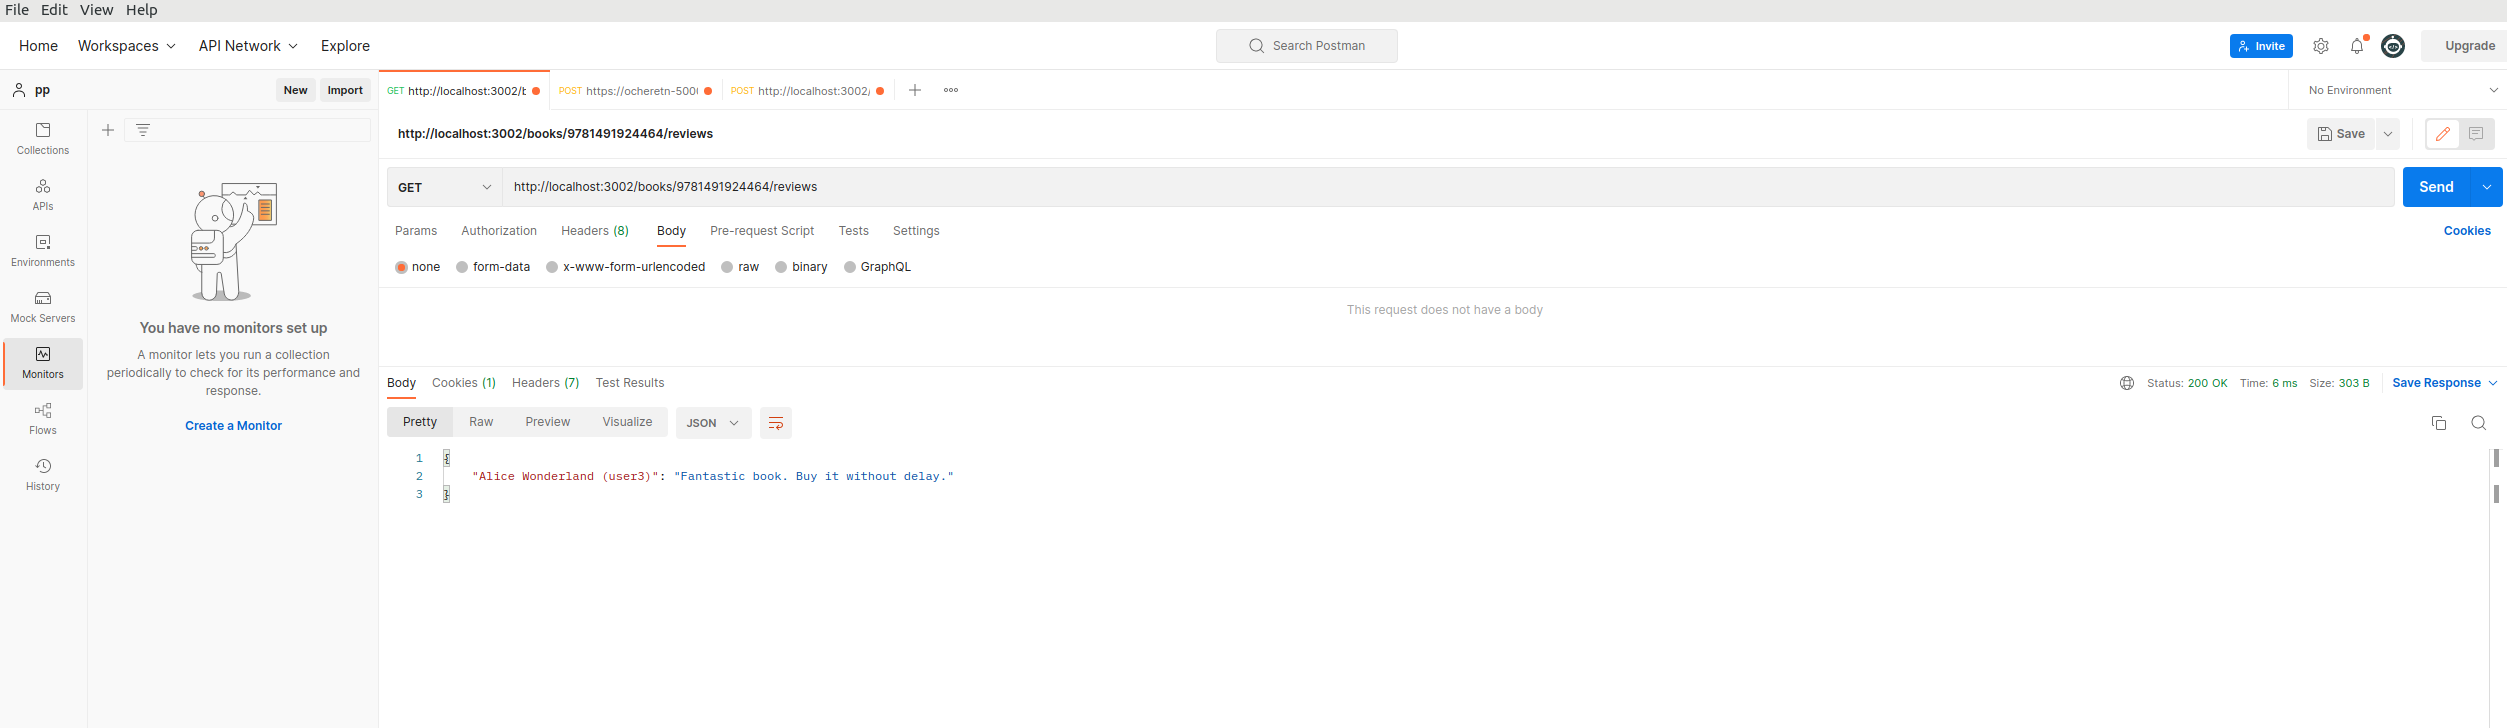 File Edit View Help
Home Workspaces API Network Explore Search Postman Invite Upgrade
pp New Import GET http://localhost:3002/b POST https://ocheretn-500 POST http://localhost:3002/ No Environment
http://localhost:3002/books/9781491924464/reviews Save
GET http://localhost:3002/books/9781491924464/reviews Send
Params Authorization Headers (8) Body Pre-request Script Tests Settings Cookies
none form-data x-www-form-urlencoded raw binary GraphQL
This request does not have a body
Collections
APIs
Environments
Mock Servers
Monitors
Flows
History
You have no monitors set up
A monitor lets you run a collection
periodically to check for its performance and
response.
Create a Monitor
Body Cookies (1) Headers (7) Test Results Status: 200 OK Time: 6 ms Size: 303 B Save Response
Pretty Raw Preview Visualize JSON
1 {
2 "Alice Wonderland (user3)": "Fantastic book. Buy it without delay."
3 }